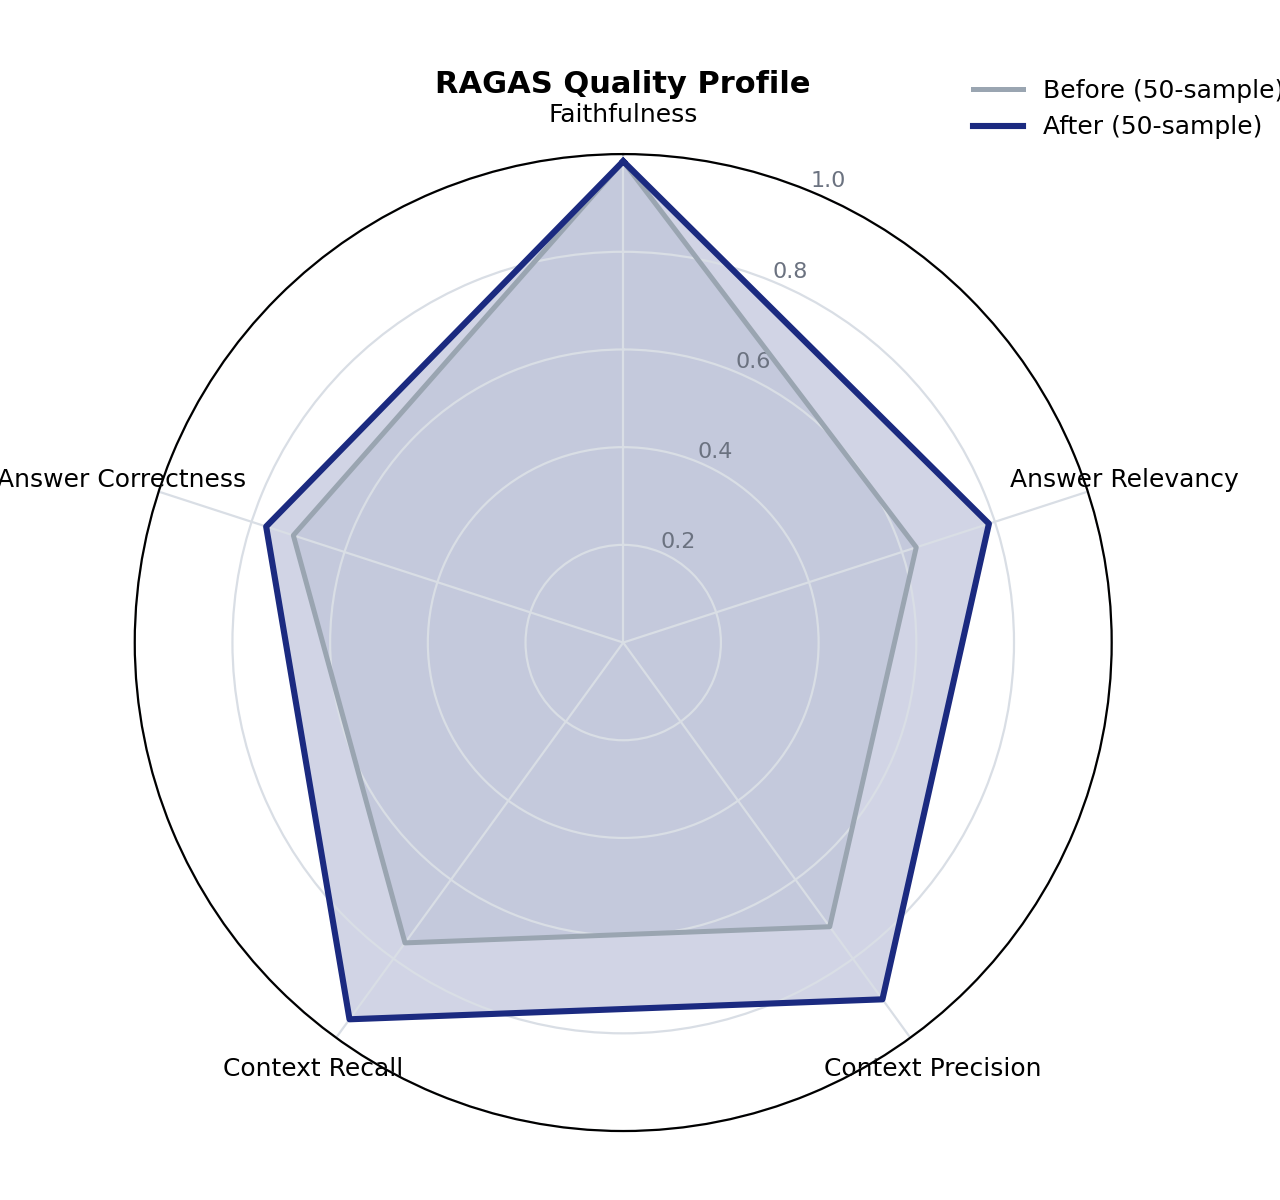 RAGAS Quality Profile
Before (50-sample)
After (50-sample)
Faithfulness
1.0
0.8
0.6
0.4
0.2
Answer Correctness
Answer Relevancy
Context Recall
Context Precision